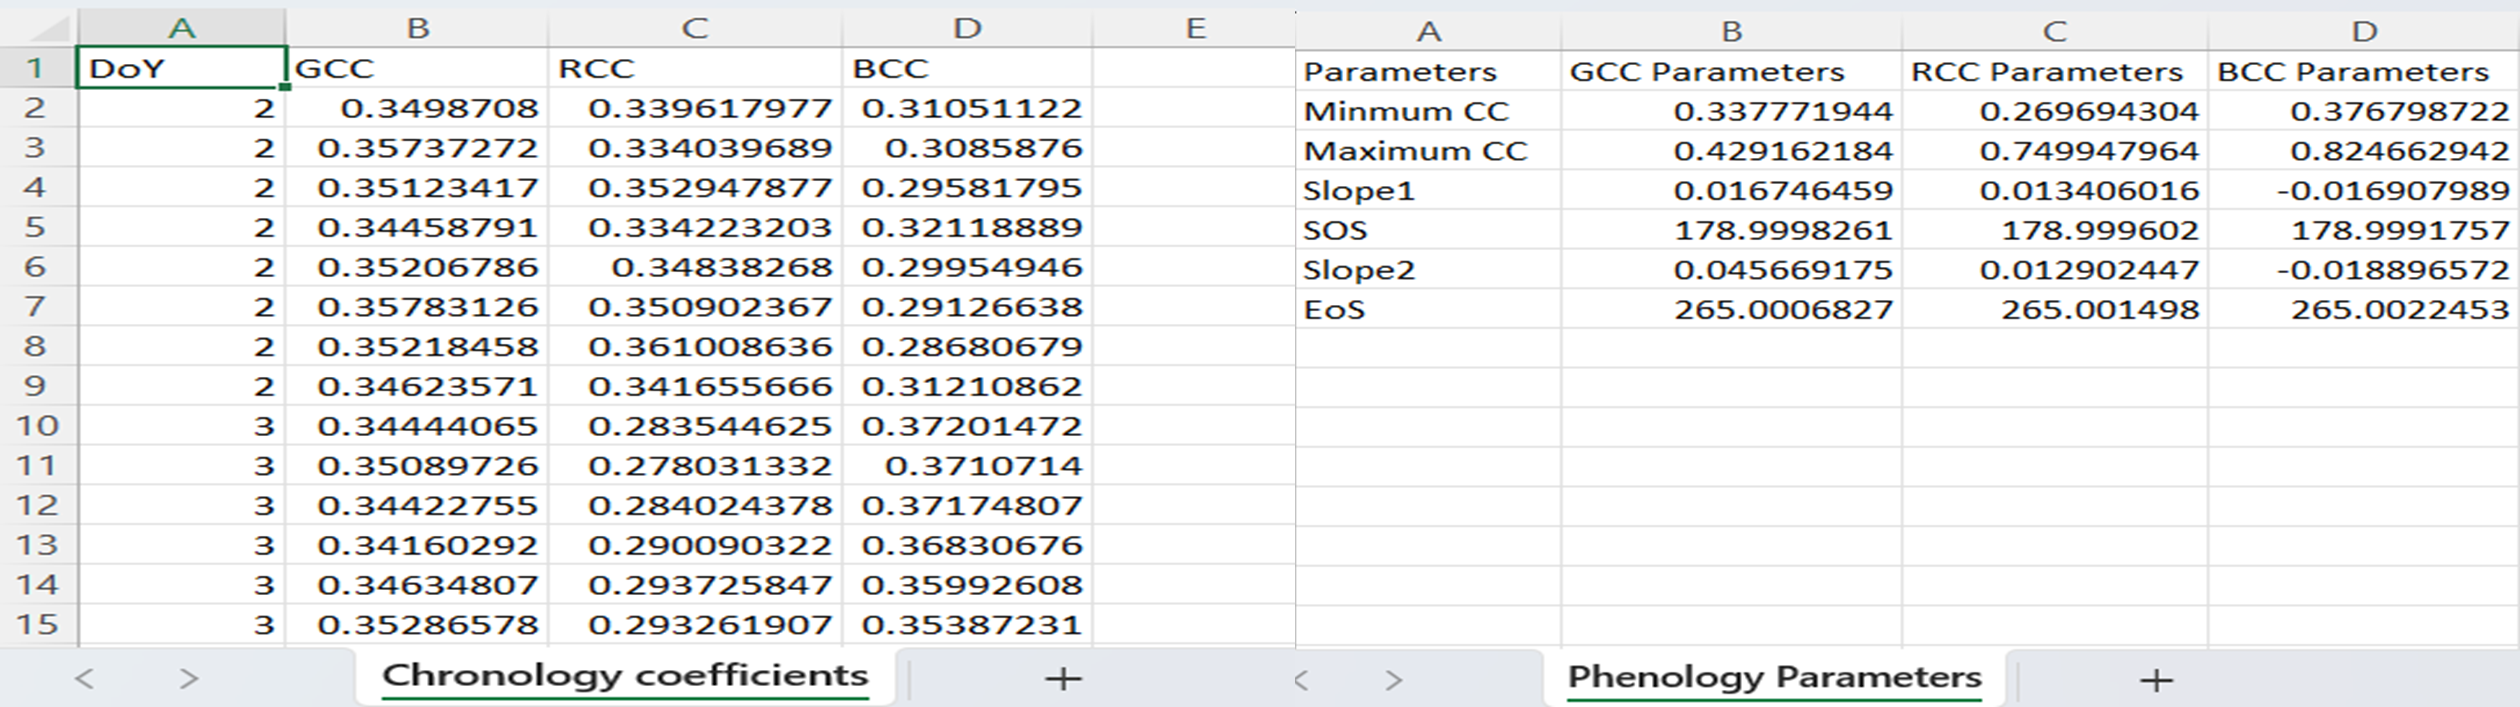 A B C D E
1 DoY GCC RCC BCC
2 2 0.3498708 0.339617977 0.31051122
3 2 0.35737272 0.334039689 0.3085876
4 2 0.35123417 0.352947877 0.29581795
5 2 0.34458791 0.334223203 0.32118889
6 2 0.35206786 0.34838268 0.29954946
7 2 0.35783126 0.350902367 0.29126638
8 2 0.35218458 0.361008636 0.28680679
9 2 0.34623571 0.341655666 0.31210862
10 3 0.34444065 0.283544625 0.37201472
11 3 0.35089726 0.278031332 0.3710714
12 3 0.34422755 0.284024378 0.37174807
13 3 0.34160292 0.290090322 0.36830676
14 3 0.34634807 0.293725847 0.35992608
15 3 0.35286578 0.293261907 0.35387231
< > Chronology coefficients +
A B C D
Parameters GCC Parameters RCC Parameters BCC Parameters
Minmum CC 0.337771944 0.269694304 0.376798722
Maximum CC 0.429162184 0.749947964 0.824662942
Slope1 0.016746459 0.013406016 -0.016907989
SOS 178.9998261 178.999602 178.9991757
Slope2 0.045669175 0.012902447 -0.018896572
EoS 265.0006827 265.001498 265.0022453
< > Phenology Parameters +